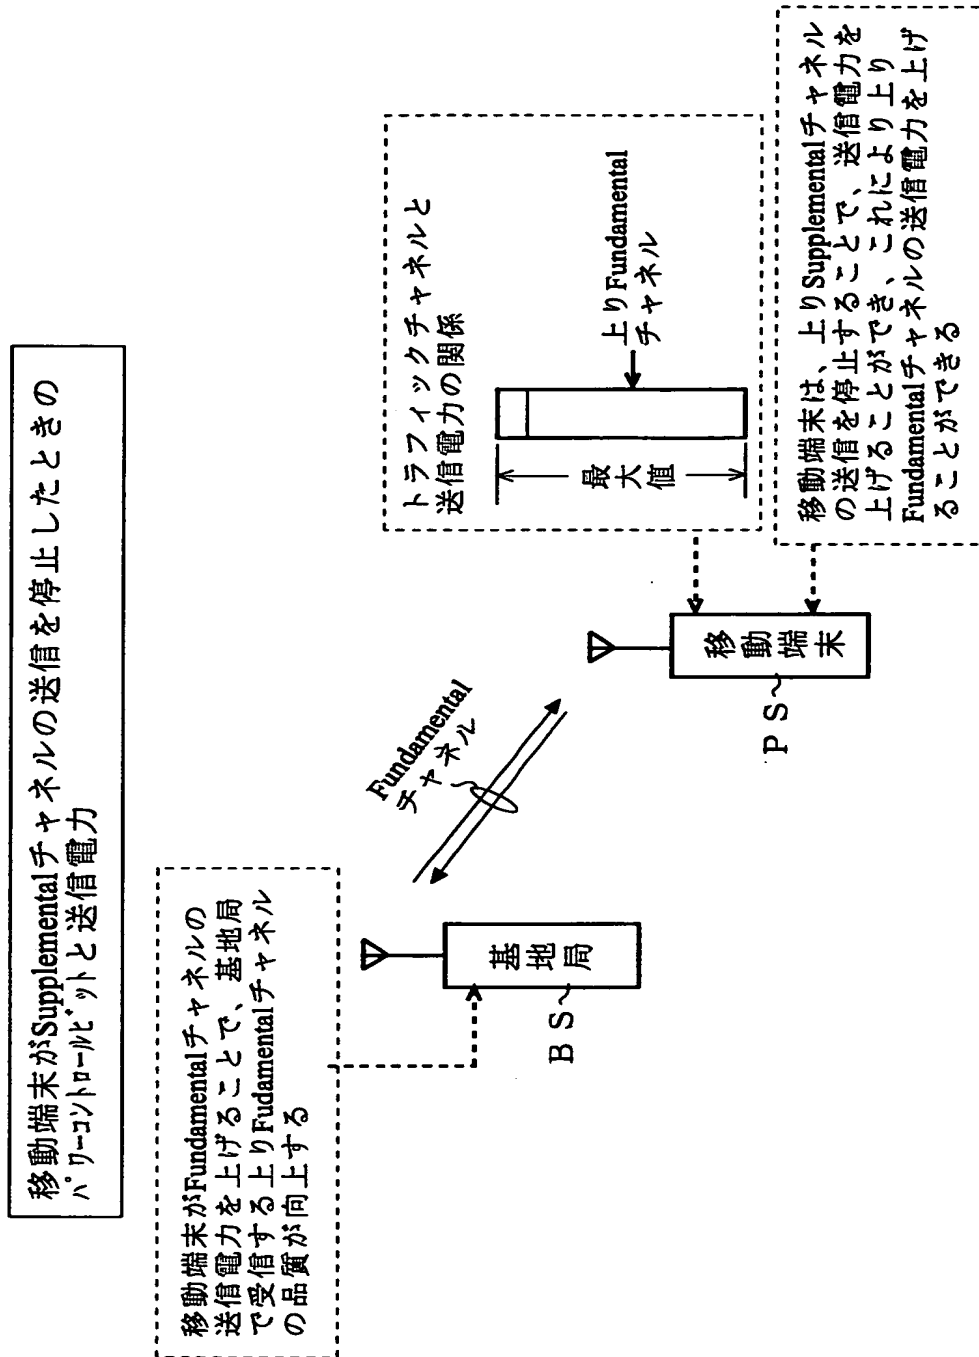 移動端末がSupplementalチャネルの送信を停止したときの
パワーコントロールビットと送信電力
移動端末がFundamentalチャネルの
送信電力を上げることで、基地局
で受信する上りFudamentalチャネル
の品質が向上する
基地局
BS
Fundamental
チャネル
移動端末
PS
トラフィックチャネルと
送信電力の関係
最大値
上りFundamental
チャネル
移動端末は、上りSupplementalチャネル
の送信を停止することで、送信電力を
上げることができ、これにより上り
Fundamentalチャネルの送信電力を上げ
ることができる